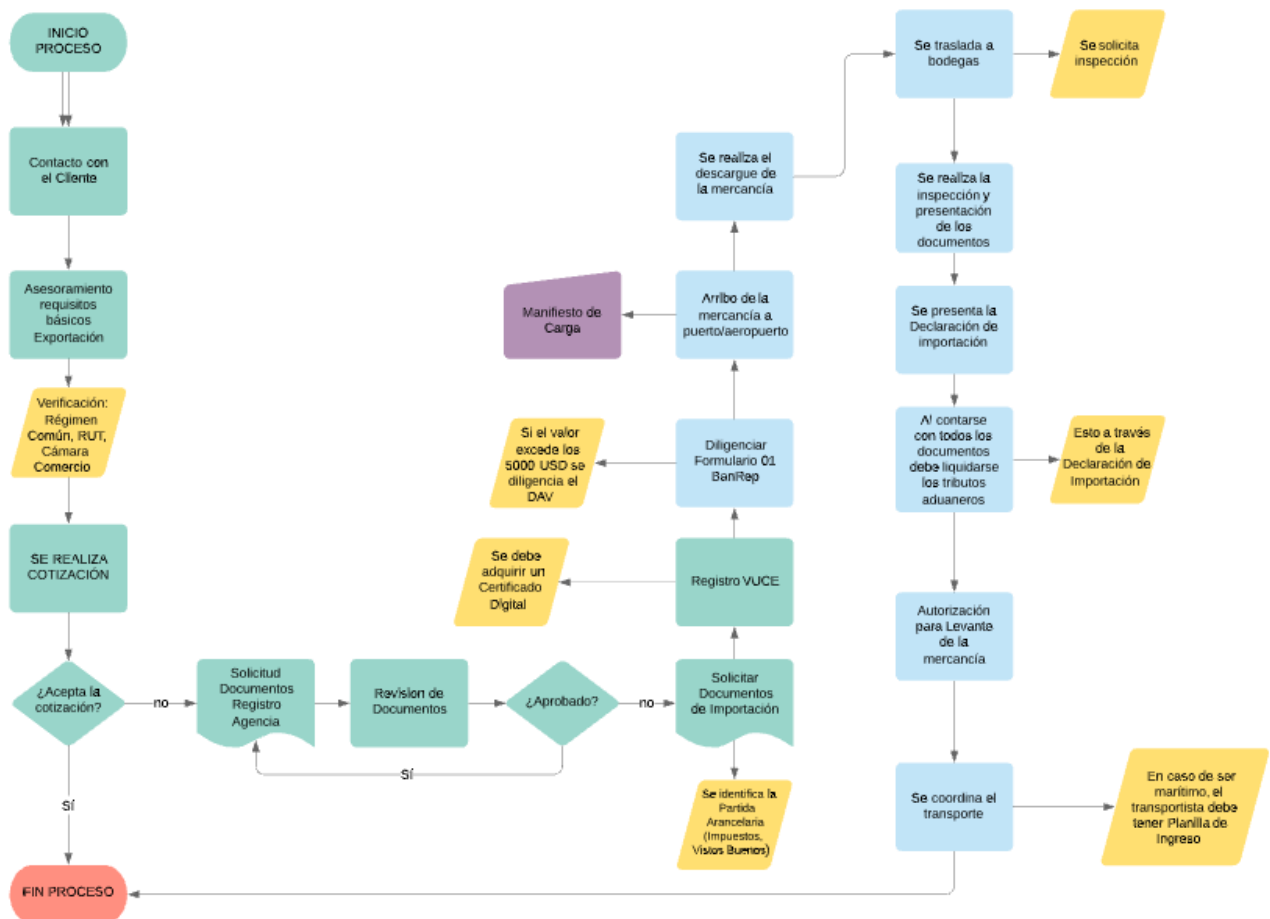 INICIO
PROCESO
Contacto con
el Cliente
Asesoramiento
requisitos
básicos
Exportación
Verificación:
Régimen
Común, RUT,
Cámara
Comercio
SE REALIZA
COTIZACIÓN
¿Acepta la
cotización?
no
Sí
FIN PROCESO
Solicitud
Documentos
Registro
Agencia
Revision de
Documentos
¿Aprobado?
no
Sí
Solicitar
Documentos
de Importación
Se identifica la
Partida
Arancelaria
(Impuestos,
Vistos Buenos)
Registro VUCE
Se debe
adquirir un
Certificado
Digital
Diligenciar
Formulario 01
BanRep
Si el valor
excede los
5000 USD se
diligencia el
DAV
Arribo de la
mercancía a
puerto/aeropuerto
Manifiesto de
Carga
Se realiza el
descargue de
la mercancía
Se traslada a
bodegas
Se solicita
inspección
Se realiza la
inspección y
presentación
de los
documentos
Se presenta la
Declaración de
importación
Al contarse
con todos los
documentos
debe liquidarse
los tributos
aduaneros
Esto a través
de la
Declaración de
Importación
Autorización
para Levante
de la
mercancía
Se coordina el
transporte
En caso de ser
marítimo, el
transportista debe
tener Planilla de
Ingreso